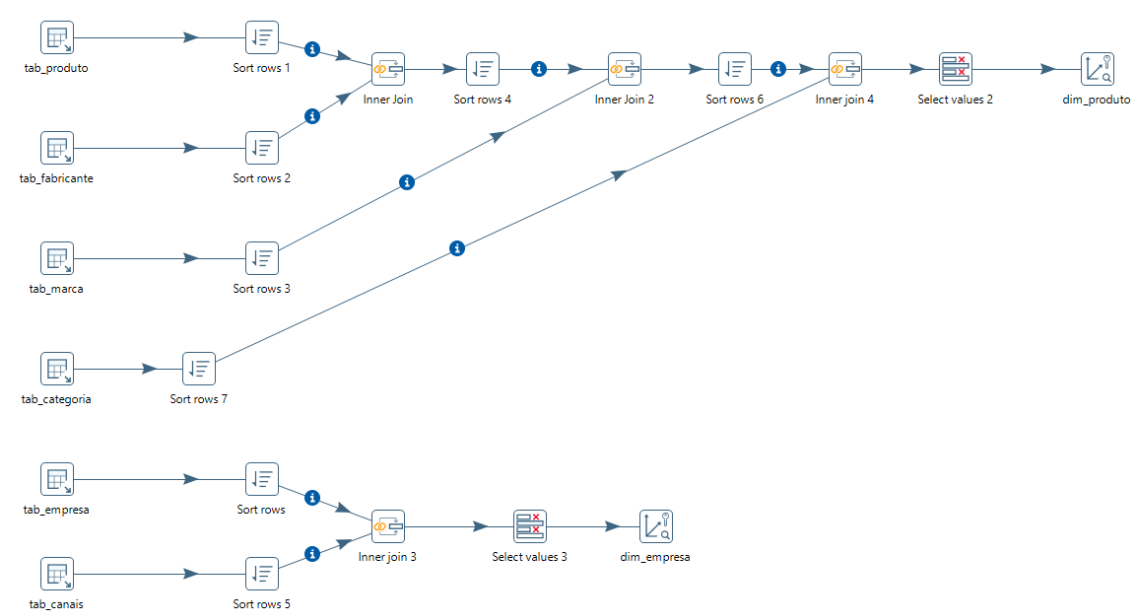 tab_produto
Sort rows 1
Inner Join
Sort rows 4
Inner Join 2
Sort rows 6
Inner join 4
Select values 2
dim_produto
tab_fabricante
Sort rows 2
tab_marca
Sort rows 3
tab_categoria
Sort rows 7
tab_empresa
Sort rows
Inner join 3
Select values 3
dim_empresa
tab_canais
Sort rows 5